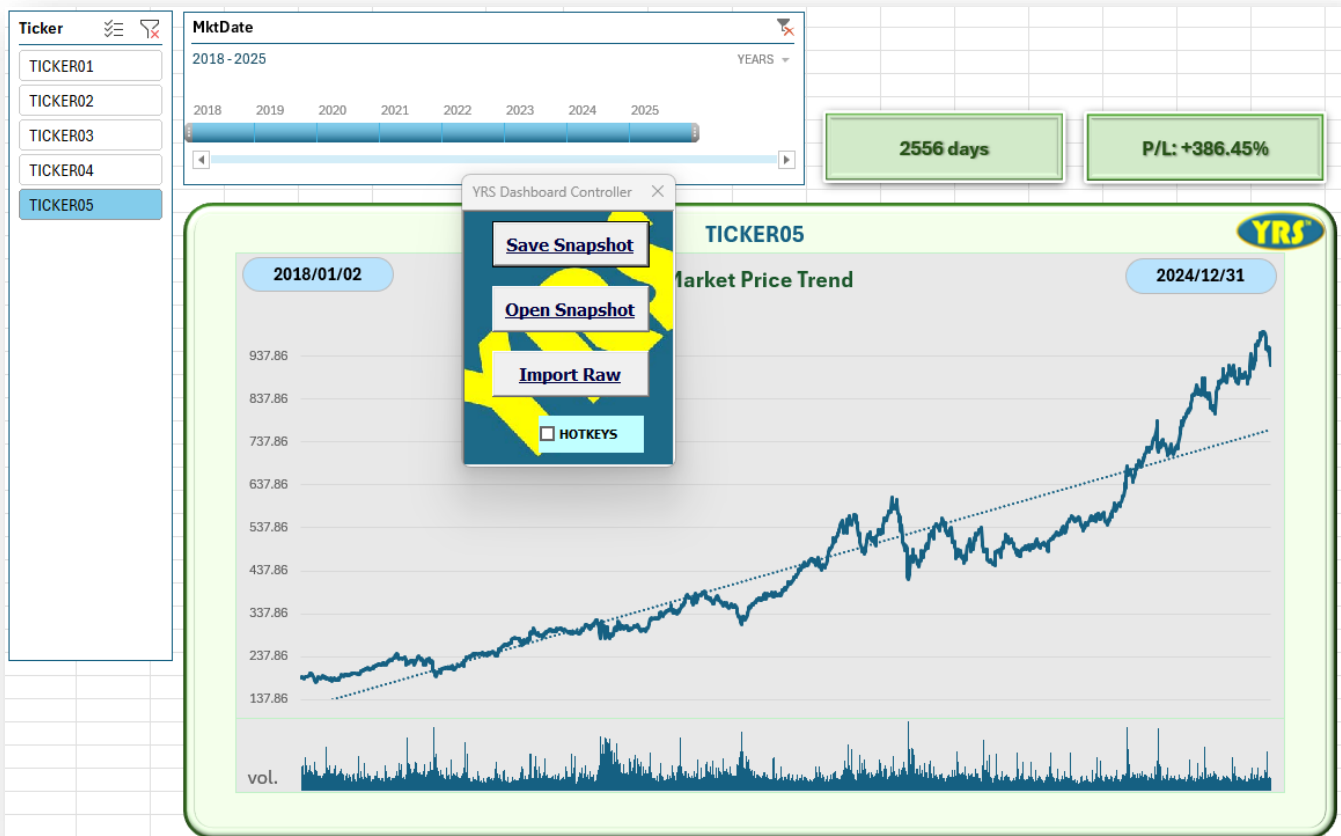 Ticker
TICKER01
TICKER02
TICKER03
TICKER04
TICKER05
MktDate
2018 - 2025
YEARS
2018 2019 2020 2021 2022 2023 2024 2025
2556 days
P/L: +386.45%
YRS Dashboard Controller
Save Snapshot
Open Snapshot
Import Raw
HOTKEYS
TICKER05
YRS
2018/01/02
Price Trend
2024/12/31
937.86
837.86
737.86
637.86
537.86
437.86
337.86
237.86
137.86
vol.